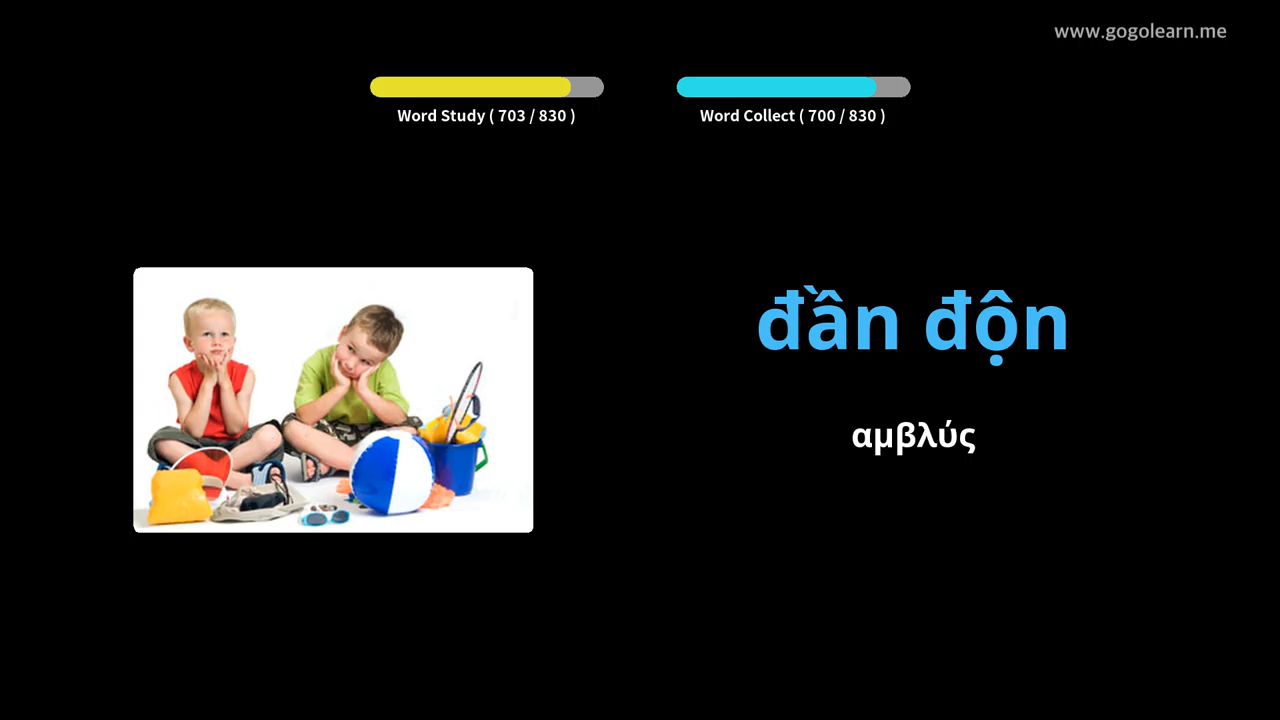 www.gogolearn.me
Word Study ( 703 / 830 )
Word Collect ( 700 / 830 )
đần độn
αμβλύς